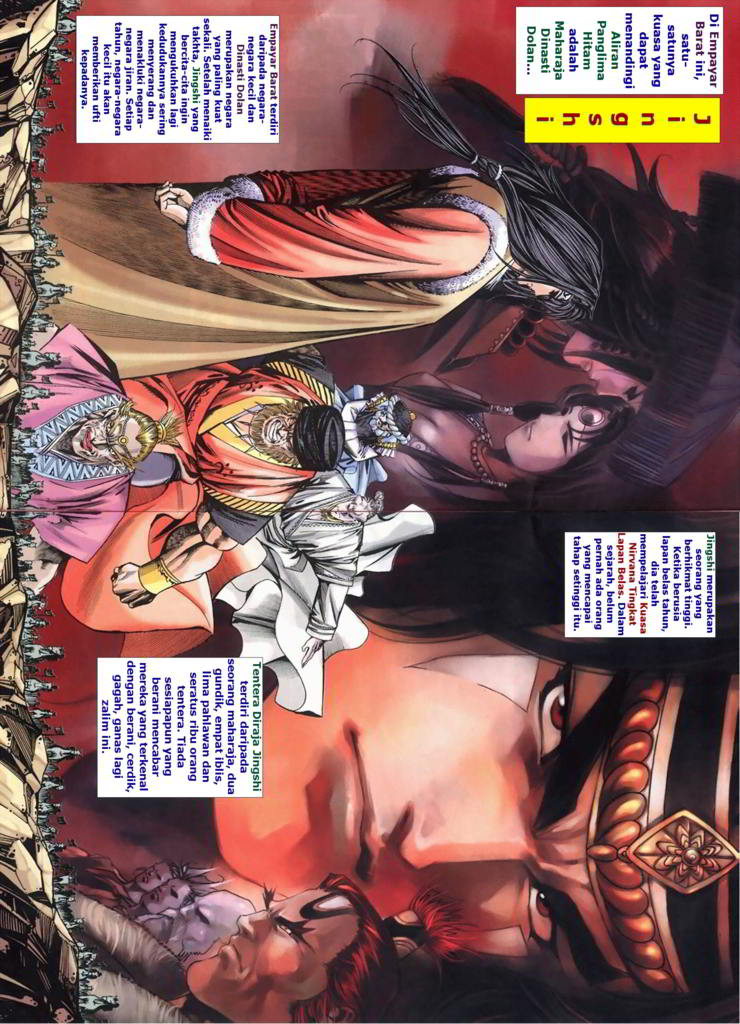 Di Empayar
Barat ini,
satu-
satunya
kuasa yang
dapat
menandingi
Aliran
Panglima
Hitam
adalah
Maharaja
Dinasti
Dolan...
Jingshi
Empayar Barat terdiri
daripada negara-
negara kecil dan
Dinasti Dolan
merupakan negara
yang paling kuat
sekali. Setelah menaiki
takhta, Jingshi yang
bercita-cita ingin
mengukuhkan lagi
kedudukannya sering
menyerang dan
menakluki negara-
negara jiran. Setiap
tahun, negara-negara
kecil itu akan
memberikan ufti
kepadanya.
Jingshi merupakan
seorang yang
berhikmat tinggi.
Ketika berusia
lapan belas tahun,
dia telah
mempelajari Kuasa
Nirvana Tingkat
Lapan Belas. Dalam
sejarah, belum
pernah ada orang
yang mencapai
tahap setinggi itu.
Tentera Diraja Jingshi
terdiri daripada
seorang maharaja, dua
gundik, empat iblis,
lima pahlawan dan
seratus ribu orang
tentera. Tiada
sesiapapun yang
berani mencabar
mereka yang terkenal
dengan berani, cerdik,
gagah, ganas lagi
zalim ini.